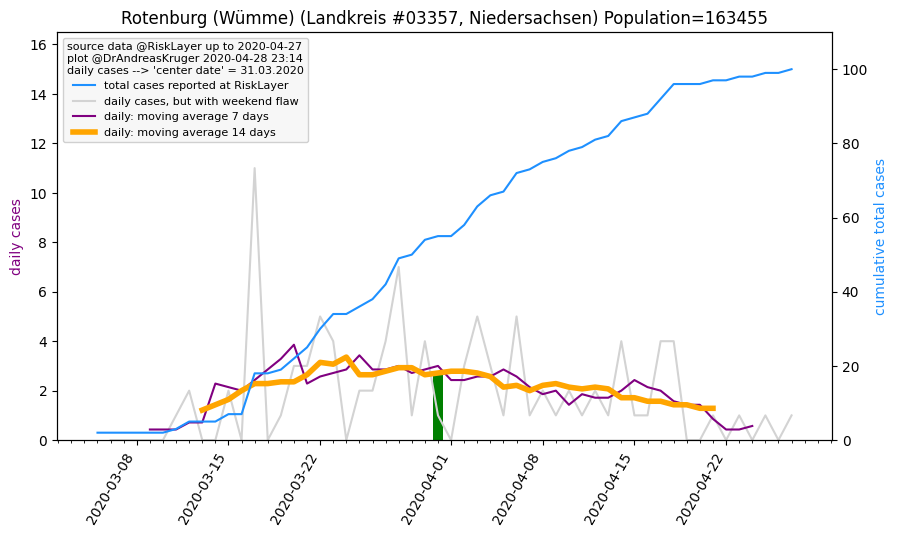 Rotenburg (Wümme) (Landkreis #03357, Niedersachsen) Population=163455
source data @RiskLayer up to 2020-04-27
plot @DrAndreasKruger 2020-04-28 23:14
daily cases --> 'center date' = 31.03.2020
total cases reported at RiskLayer
daily cases, but with weekend flaw
daily: moving average 7 days
daily: moving average 14 days
daily cases
16
14
12
10
8
6
4
2
0
cumulative total cases
100
80
60
40
20
0
2020-03-08
2020-03-15
2020-03-22
2020-04-01
2020-04-08
2020-04-15
2020-04-22